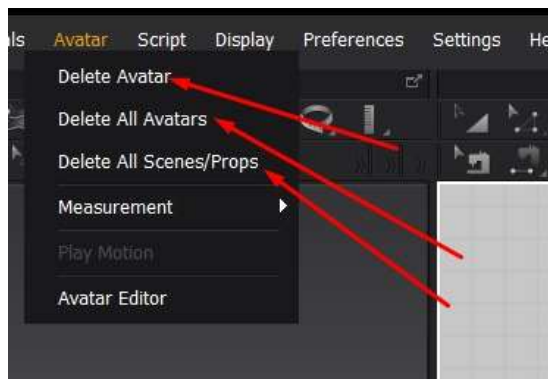 ls Avatar Script Display Preferences Settings He
Delete Avatar
Delete All Avatars
Delete All Scenes/Props
Measurement
Play Motion
Avatar Editor